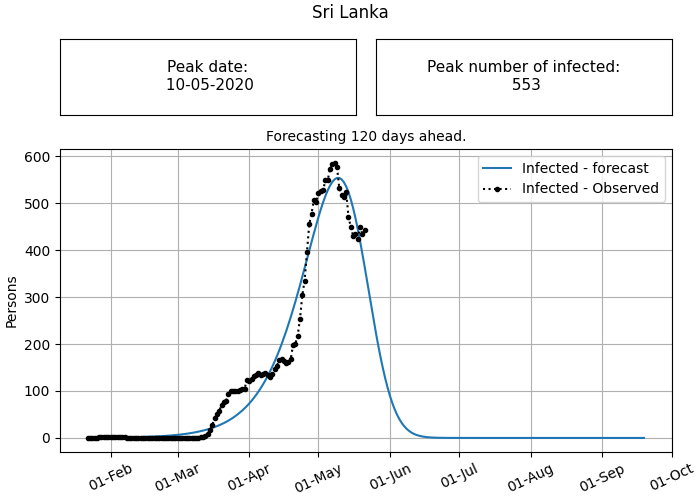 Sri Lanka
Peak date:
10-05-2020
Peak number of infected:
553
Forecasting 120 days ahead.
Infected - forecast
Infected - Observed
Persons
600
500
400
300
200
100
0
01-Feb
01-Mar
01-Apr
01-May
01-Jun
01-Jul
01-Aug
01-Sep
01-Oct